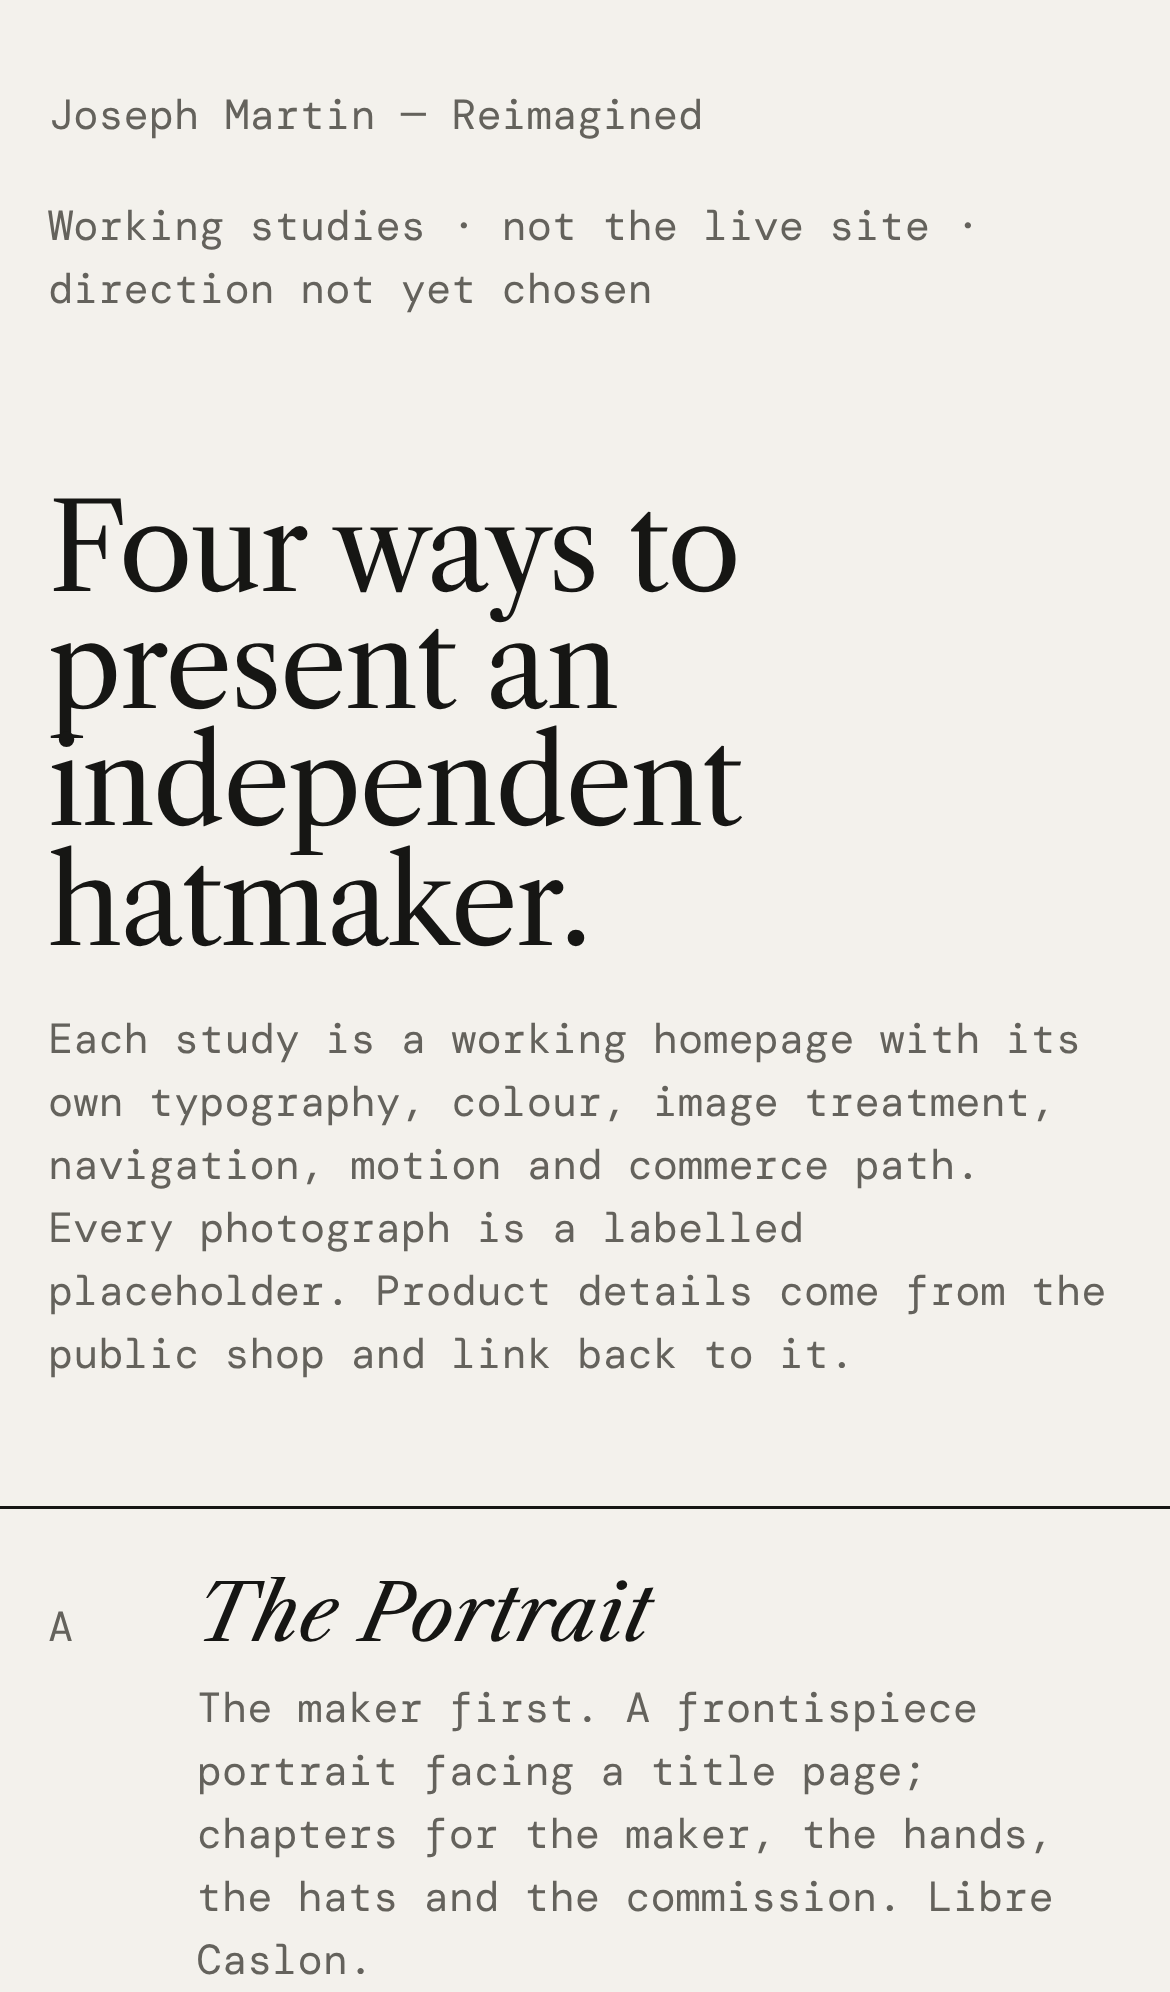 Joseph Martin — Reimagined
Working studies · not the live site ·
direction not yet chosen
Four ways to
present an
independent
hatmaker.
Each study is a working homepage with its
own typography, colour, image treatment,
navigation, motion and commerce path.
Every photograph is a labelled
placeholder. Product details come from the
public shop and link back to it.
A
The Portrait
The maker first. A frontispiece
portrait facing a title page;
chapters for the maker, the hands,
the hats and the commission. Libre
Caslon.